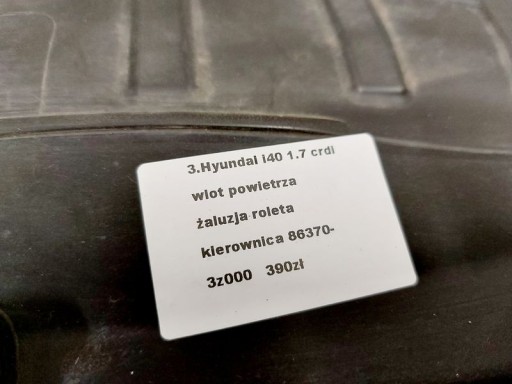 3.Hyundai i40 1.7 crdi
wlot powietrza
żaluzja roleta
kierownica 86370-
3z000 390zł